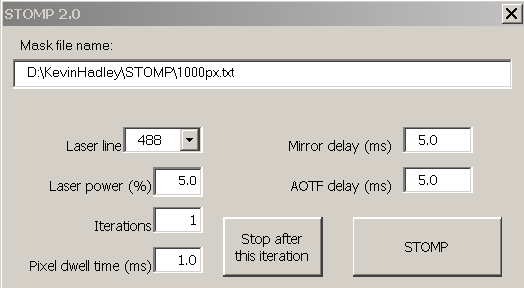 STOMP 2.0
Mask file name:
D:\KevinHadley\STOMP\1000px.txt
Laser line 488
Mirror delay (ms) 5.0
Laser power (%) 5.0
AOTF delay (ms) 5.0
Iterations 1
Stop after
this iteration
STOMP
Pixel dwell time (ms) 1.0